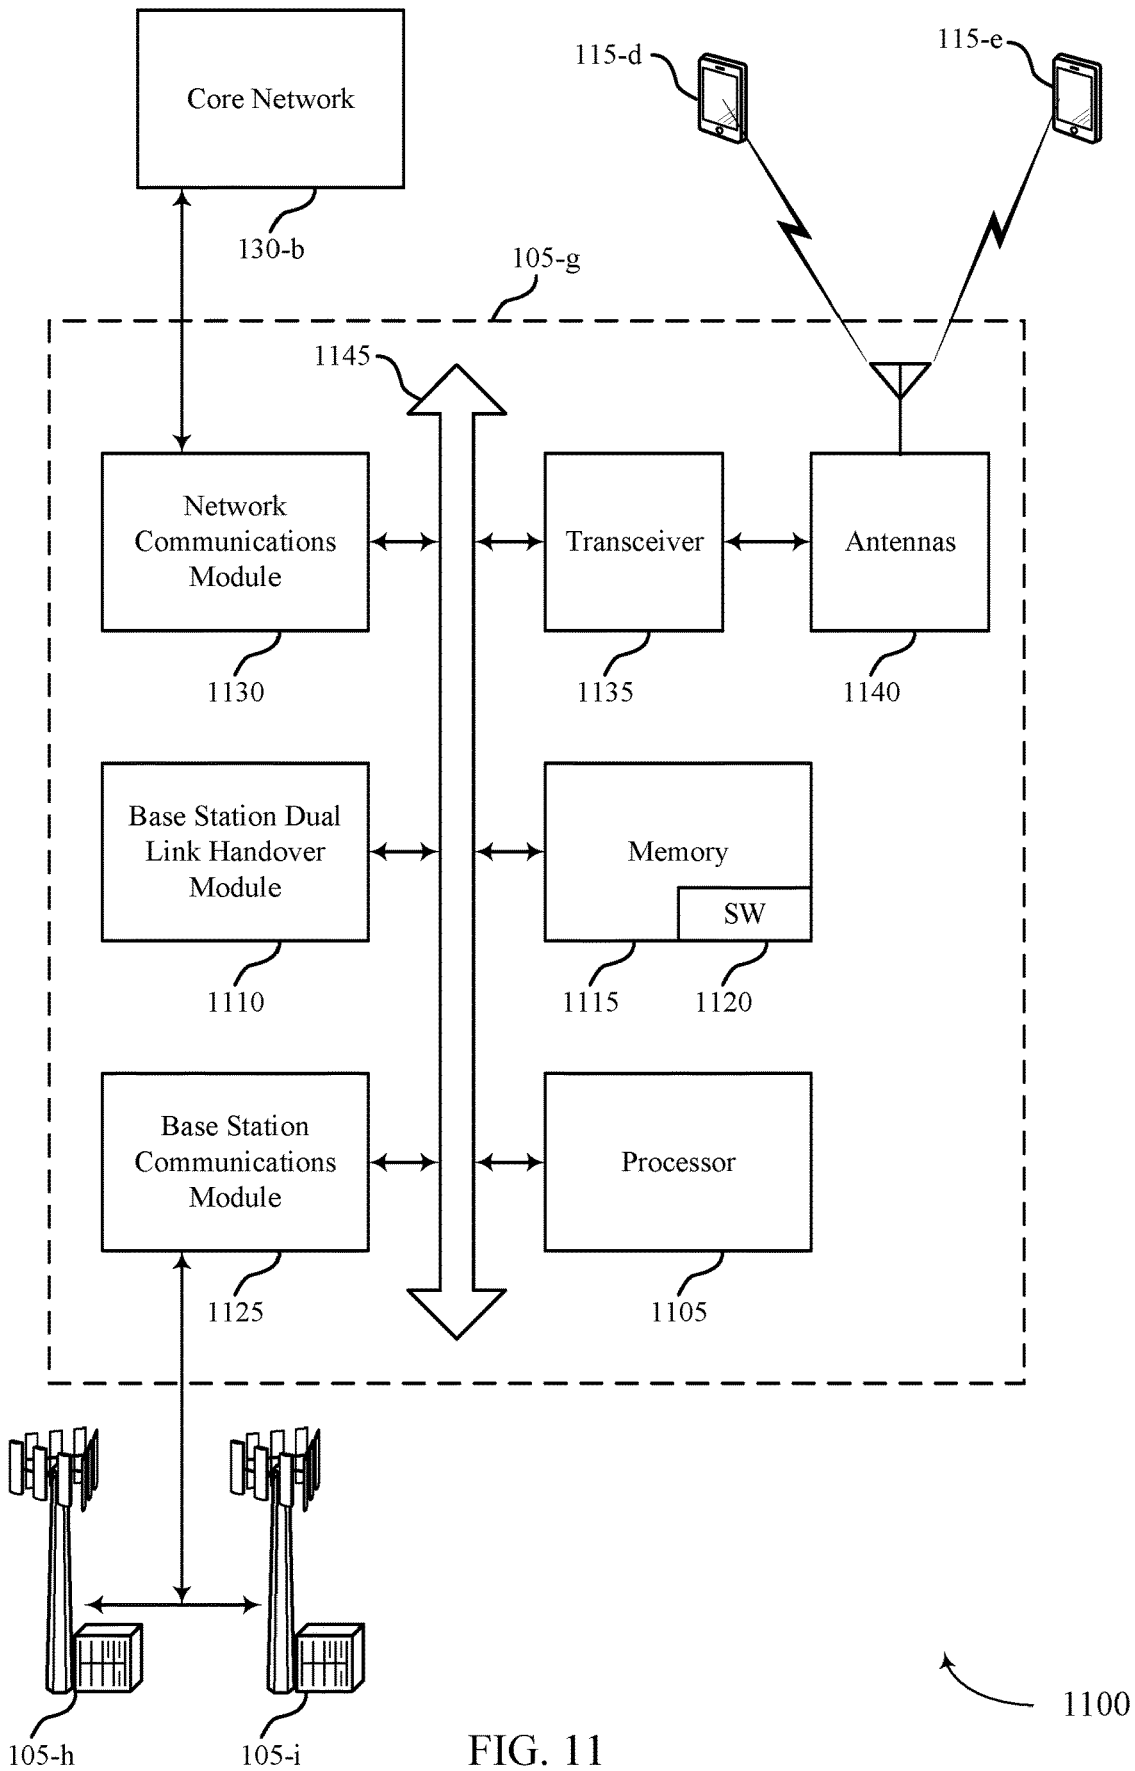 Core Network
130-b
115-d
115-e
105-g
1145
Network
Communications
Module
1130
Transceiver
1135
Antennas
1140
Base Station Dual
Link Handover
Module
1110
Memory
SW
1115
1120
Base Station
Communications
Module
1125
Processor
1105
105-h
105-i
1100
FIG. 11